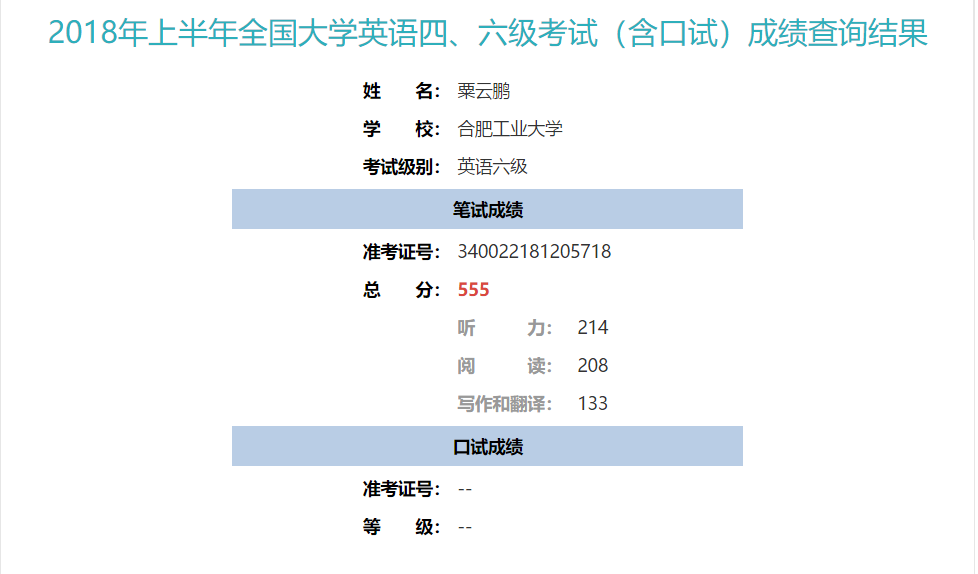 2018年上半年全国大学英语四、六级考试（含口试）成绩查询结果
姓 名： 粟云鹏
学 校： 合肥工业大学
考试级别： 英语六级
笔试成绩
准考证号： 340022181205718
总 分： 555
听 力： 214
阅 读： 208
写作和翻译： 133
口试成绩
准考证号： --
等 级： --